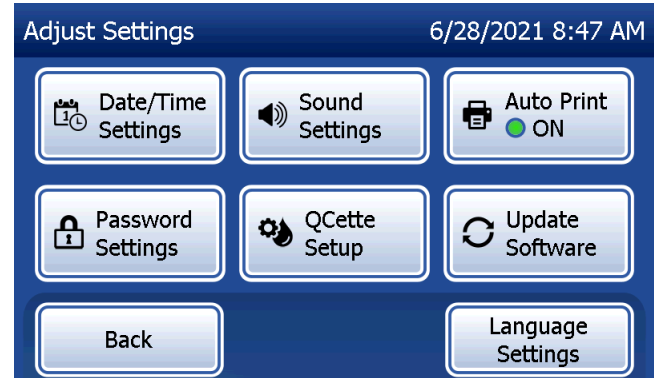 Adjust Settings 6/28/2021 8:47 AM
Date/Time
Settings
Sound
Settings
Auto Print
ON
Password
Settings
QCette
Setup
Update
Software
Back
Language
Settings